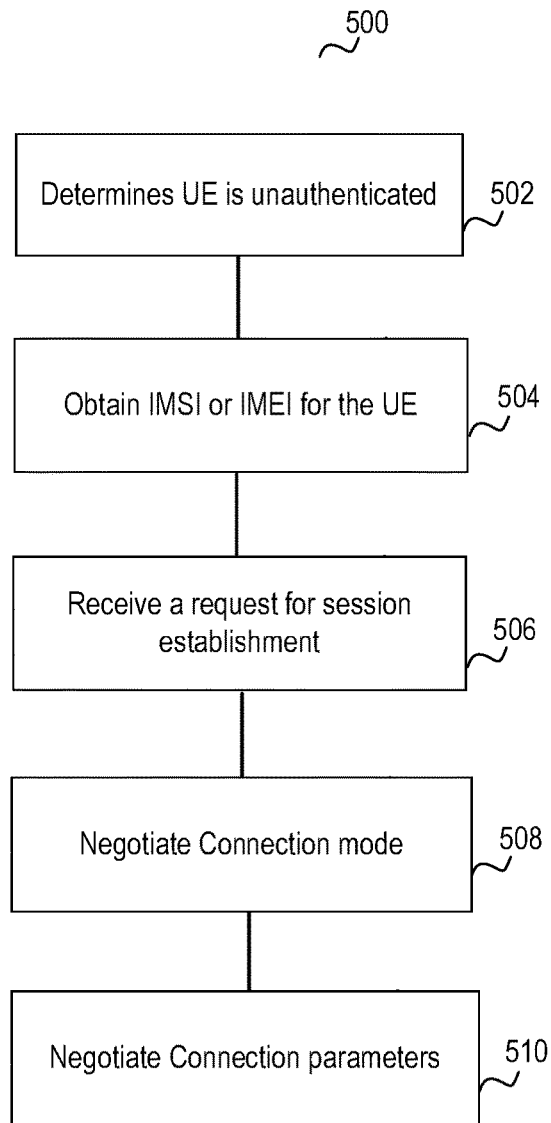 500
Determines UE is unauthenticated
502
Obtain IMSI or IMEI for the UE
504
Receive a request for session
establishment
506
Negotiate Connection mode
508
Negotiate Connection parameters
510